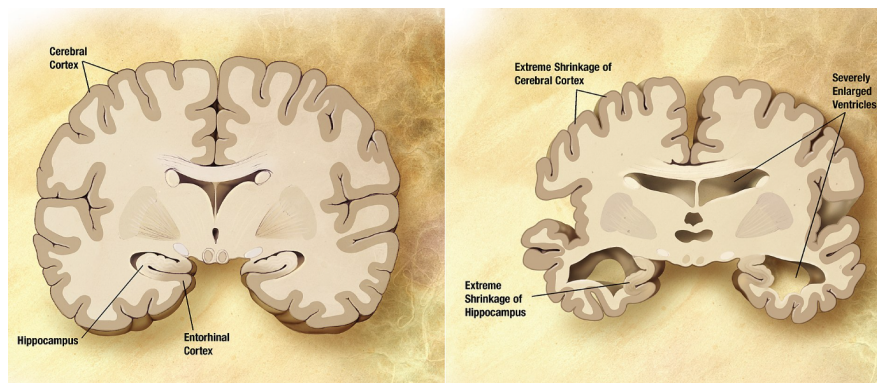 Cerebral
Cortex
Hippocampus
Entorhinal
Cortex
Extreme Shrinkage of
Cerebral Cortex
Severely
Enlarged
Ventricles
Extreme
Shrinkage of
Hippocampus